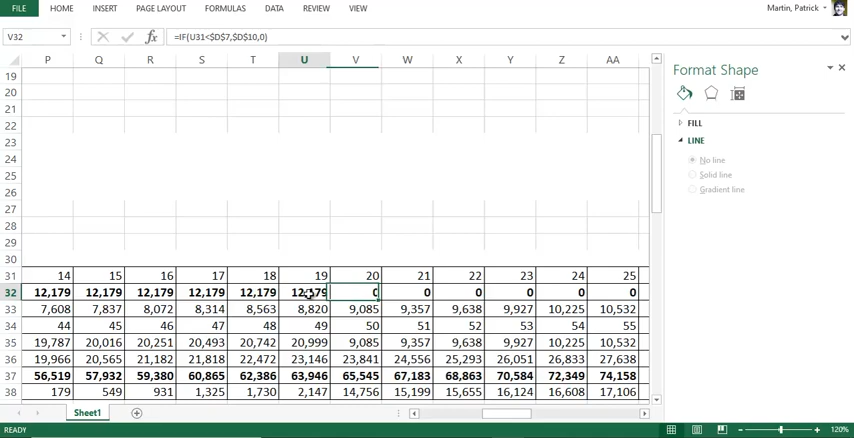 FILE HOME INSERT PAGE LAYOUT FORMULAS DATA REVIEW VIEW Martin, Patrick
V32 fx =IF(U31<$D$7,$D$10,0)
P Q R S T U V W X Y Z AA
Format Shape
FILL
LINE
No line
Solid line
Gradient line
19
20
21
22
23
24
25
26
27
28
29
30
31 14 15 16 17 18 19 20 21 22 23 24 25
32 12,179 12,179 12,179 12,179 12,179 12,179 0 0 0 0 0 0
33 7,608 7,837 8,072 8,314 8,563 8,820 9,085 9,357 9,638 9,927 10,225 10,532
34 44 45 46 47 48 49 50 51 52 53 54 55
35 19,787 20,016 20,251 20,493 20,742 20,999 9,085 9,357 9,638 9,927 10,225 10,532
36 19,966 20,565 21,182 21,818 22,472 23,146 23,841 24,556 25,293 26,051 26,833 27,638
37 56,519 57,932 59,380 60,865 62,386 63,946 65,545 67,183 68,863 70,584 72,349 74,158
38 179 549 931 1,325 1,730 2,147 14,756 15,199 15,655 16,124 16,608 17,106
Sheet1
READY 120%